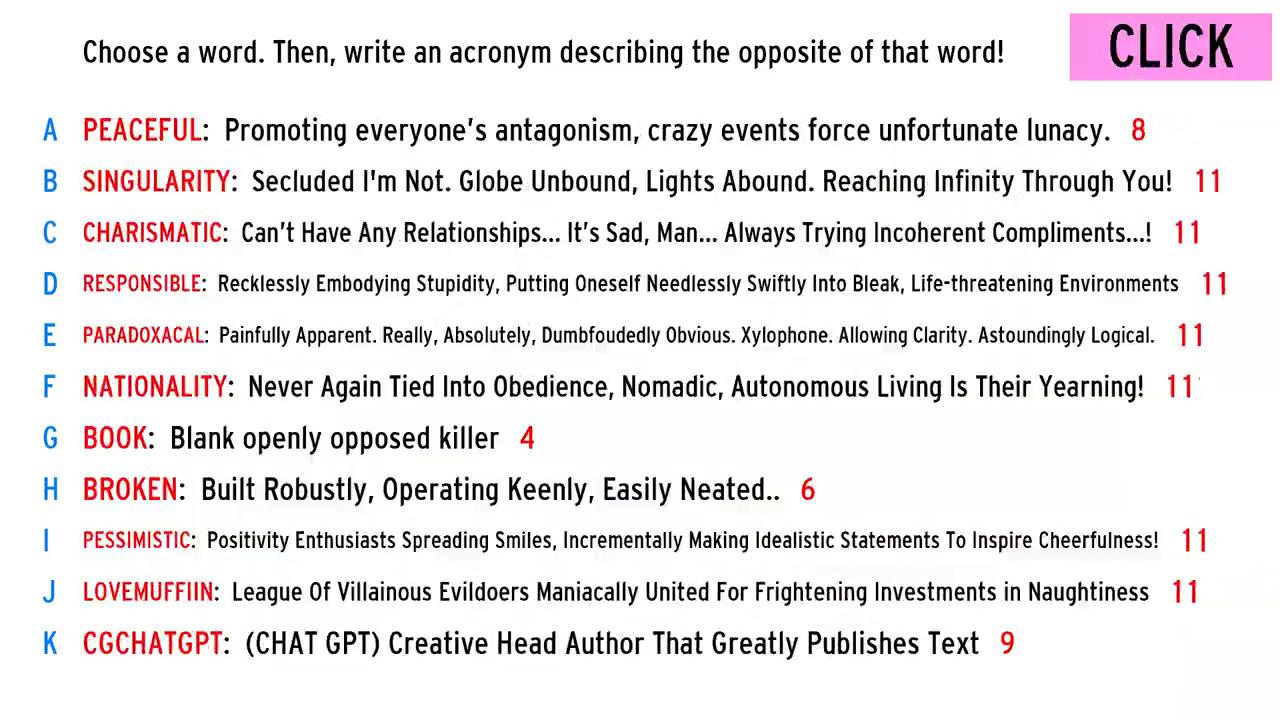 Choose a word. Then, write an acronym describing the opposite of that word!
CLICK
A PEACEFUL: Promoting everyone's antagonism, crazy events force unfortunate lunacy. 8
B SINGULARITY: Secluded I'm Not. Globe Unbound, Lights Abound. Reaching Infinity Through You! 11
C CHARISMATIC: Can't Have Any Relationships... It's Sad, Man... Always Trying Incoherent Compliments...! 11
D RESPONSIBLE: Recklessly Embodying Stupidity, Putting Oneself Needlessly Swiftly Into Bleak, Life-threatening Environments 11
E PARADOXACAL: Painfully Apparent. Really, Absolutely, Dumbfoudedly Obvious. Xylophone. Allowing Clarity. Astoundingly Logical. 11
F NATIONALITY: Never Again Tied Into Obedience, Nomadic, Autonomous Living Is Their Yearning! 11
G BOOK: Blank openly opposed killer 4
H BROKEN: Built Robustly, Operating Keenly, Easily Neated.. 6
I PESSIMISTIC: Positivity Enthusiasts Spreading Smiles, Incrementally Making Idealistic Statements To Inspire Cheerfulness! 11
J LOVEMUFFIIN: League Of Villainous Evildoers Maniacally United For Frightening Investments in Naughtiness 11
K CGCHATGPT: (CHAT GPT) Creative Head Author That Greatly Publishes Text 9